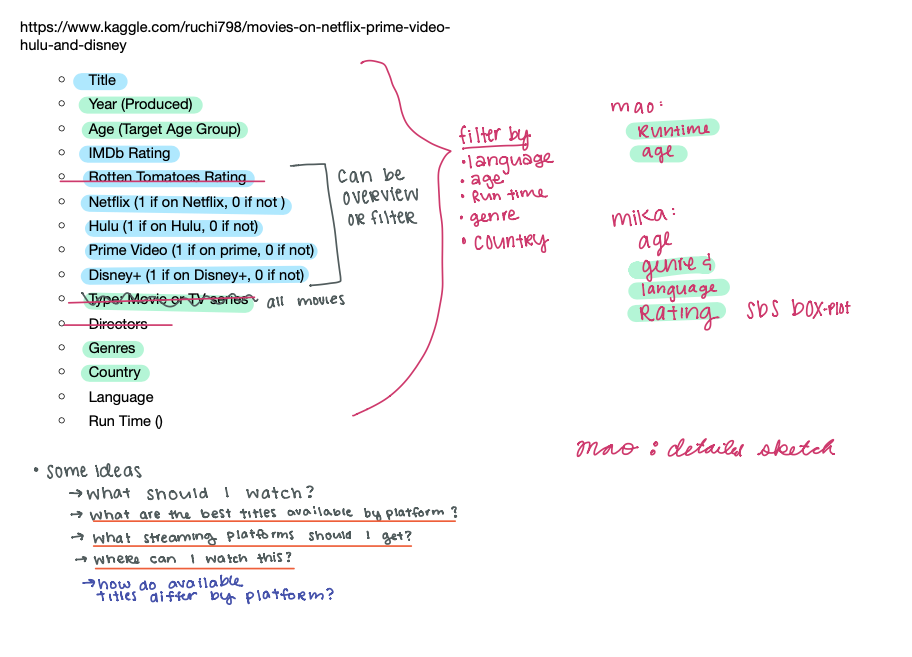 https://www.kaggle.com/ruchi798/movies-on-netflix-prime-video-
hulu-and-disney
Title
Year (Produced)
Age (Target Age Group)
IMDb Rating
Rotten Tomatoes Rating
Netflix (1 if on Netflix, 0 if not )
Hulu (1 if on Hulu, 0 if not)
Prime Video (1 if on prime, 0 if not)
Disney+ (1 if on Disney+, 0 if not)
Type: Movie or TV series all movies
Directors
Genres
Country
Language
Run Time ()
can be
overview
or filter
filter by
• language
• age
• Run time
• genre
• country
mao:
Runtime
age
mika:
age
genre &
language
Rating sbs box-plot
mao : detailed sketch
• some ideas
→ what should I watch?
→ what are the best titles available by platform ?
→ what streaming platforms should I get?
→ where can I watch this?
→ how do available
titles differ by platform?